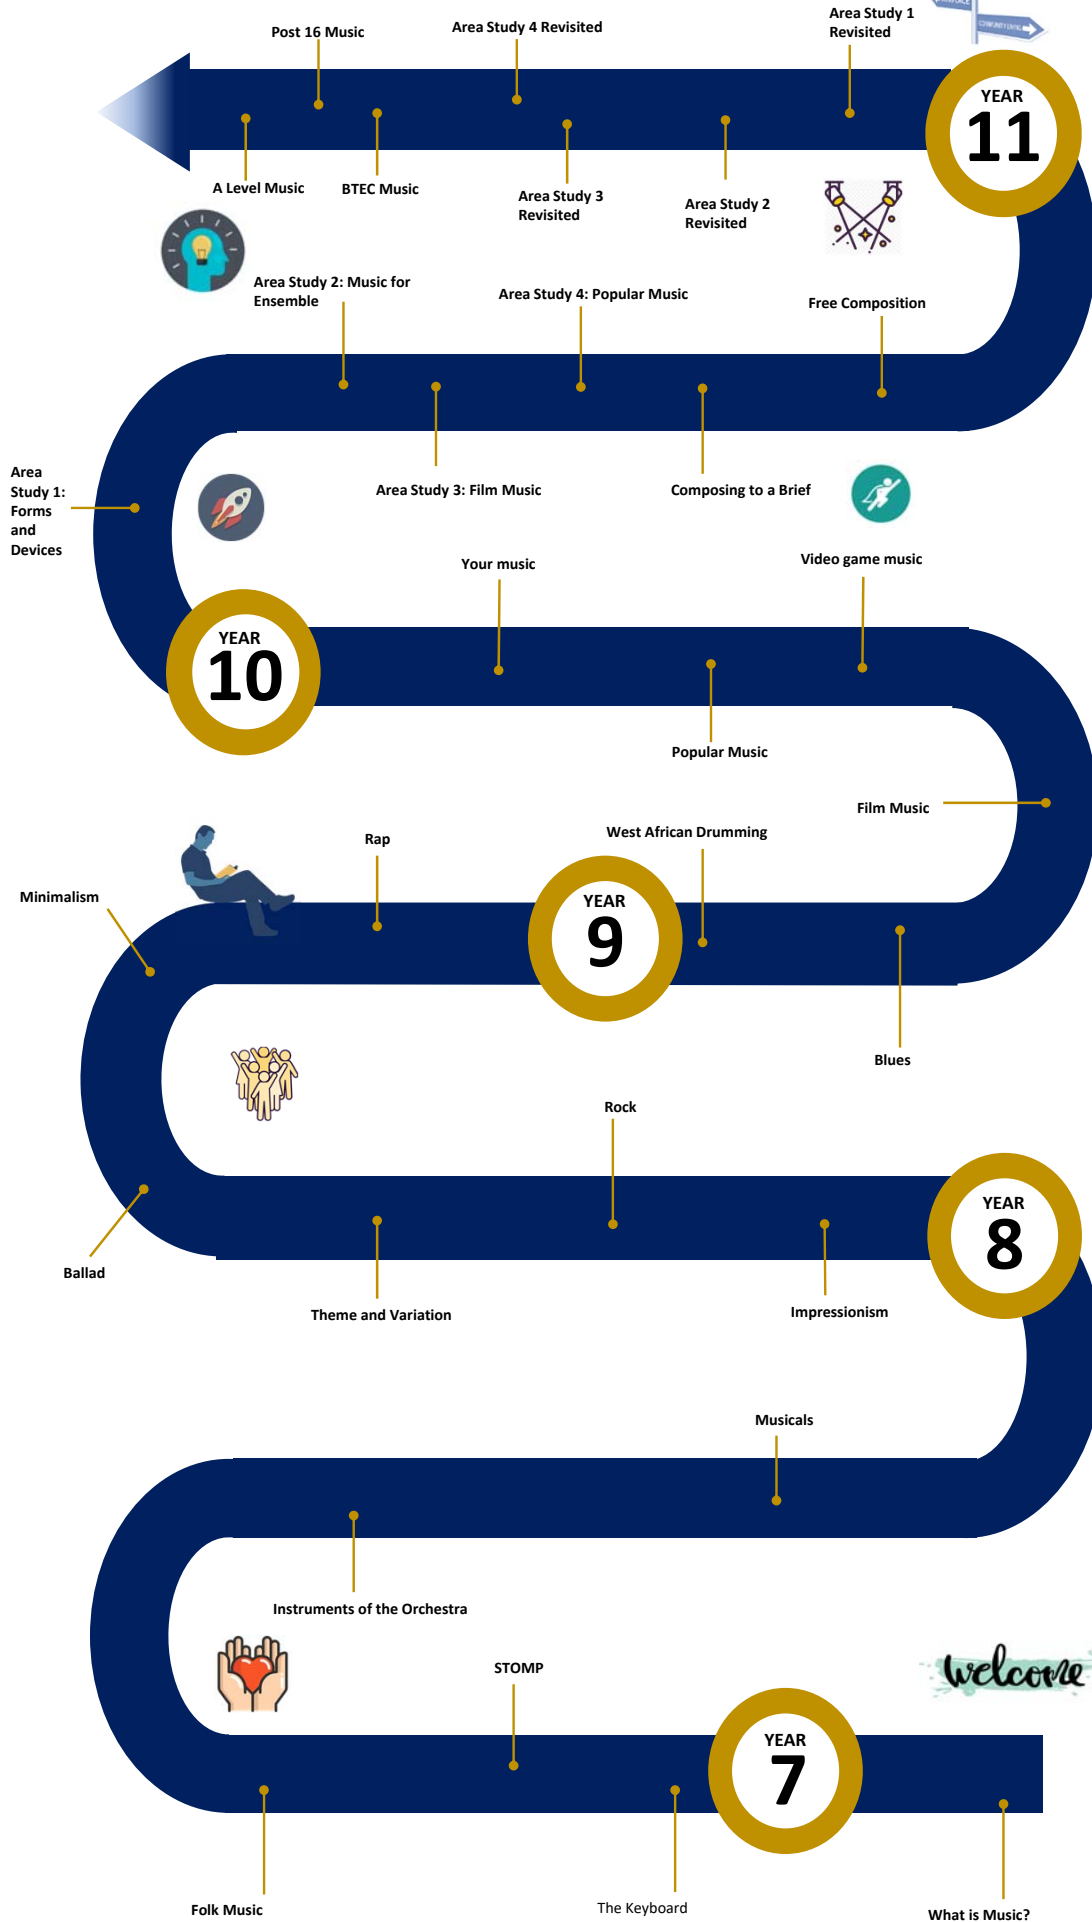 Area Study 1
Revisited
Post 16 Music
Area Study 4 Revisited
COMMUNITY LIVING
YEAR
11
A Level Music
BTEC Music
Area Study 3
Revisited
Area Study 2
Revisited
Area Study 2: Music for
Ensemble
Area Study 4: Popular Music
Free Composition
Area
Study 1:
Forms
and
Devices
Area Study 3: Film Music
Composing to a Brief
Your music
Video game music
YEAR
10
Popular Music
Film Music
Rap
West African Drumming
Minimalism
YEAR
9
Blues
Rock
YEAR
8
Ballad
Theme and Variation
Impressionism
Musicals
Instruments of the Orchestra
STOMP
welcome
YEAR
7
Folk Music
The Keyboard
What is Music?